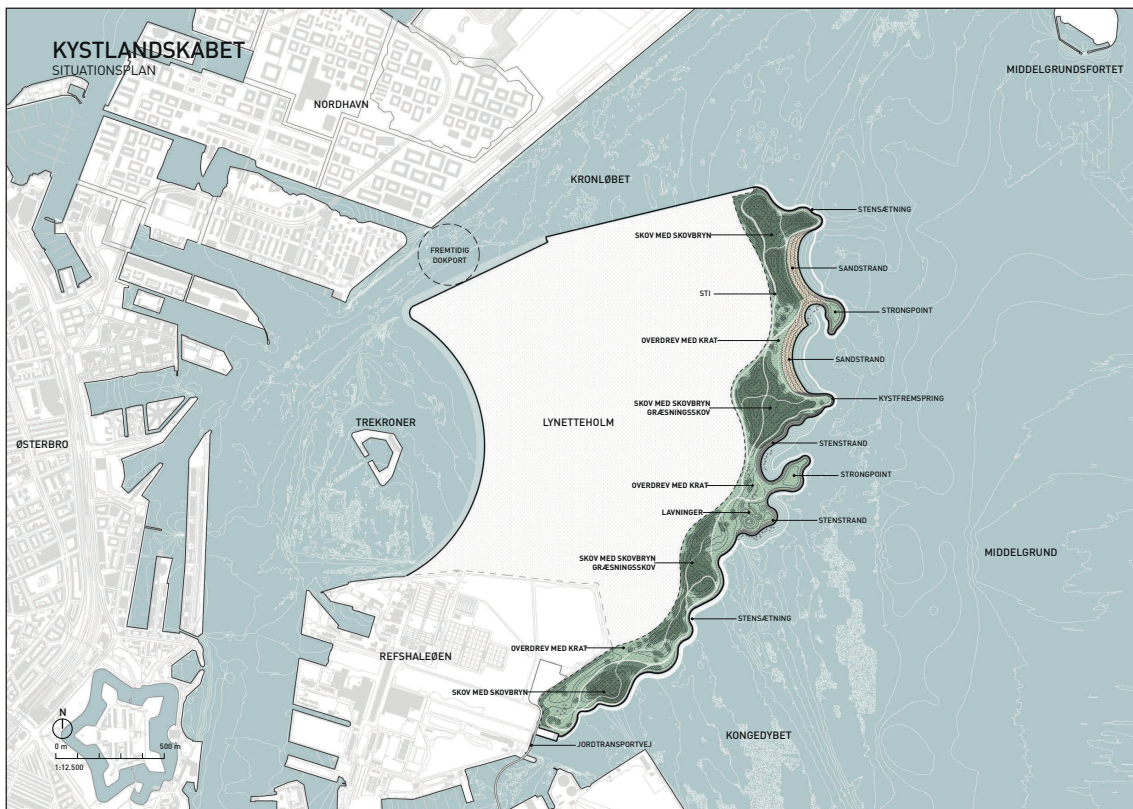 KYSTLANDSKABET
SITUATIONSPLAN
MIDDELGRUNDSFORTET
NORDHAVN
KRONLØBET
STENSÆTNING
SKOV MED SKOVBRYN
FREMTIDIG
DOKPORT
SANDSTRAND
STI
STRONGPOINT
OVERDREV MED KRAT
SANDSTRAND
KYSTFREMSPRING
SKOV MED SKOVBRYN
GRÆSNINGSSKOV
TREKRONER
LYNETTEHOLM
ØSTERBRO
STENSTRAND
STRONGPOINT
OVERDREV MED KRAT
LAVNINGER
STENSTRAND
MIDDELGRUND
SKOV MED SKOVBRYN
GRÆSNINGSSKOV
STENSÆTNING
OVERDREV MED KRAT
REFSHALEØEN
SKOV MED SKOVBRYN
N
KONGEDYBET
0 m 500 m
JORDTRANSPORTVEJ
1:12.500